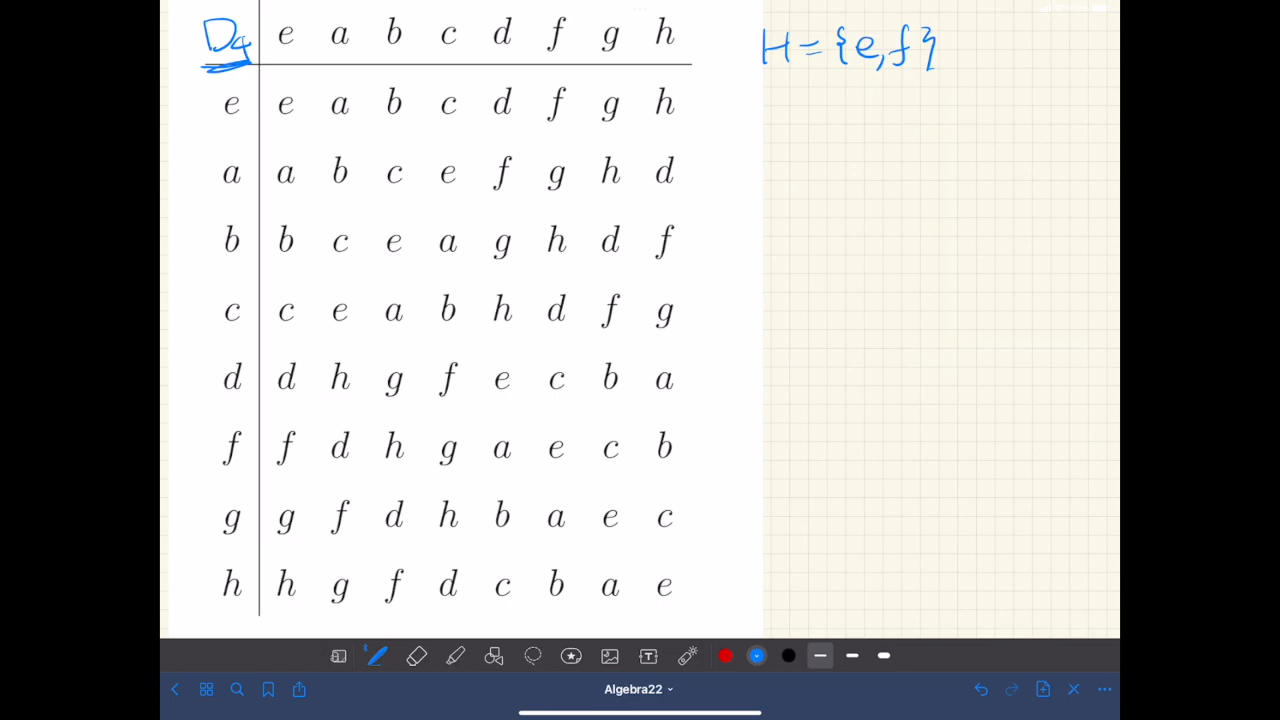 D4 e a b c d f g h H = {e, f}
e e a b c d f g h
a a b c e f g h d
b b c e a g h d f
c c e a b h d f g
d d h g f e c b a
f f d h g a e c b
g g f d h b a e c
h h g f d c b a e
Algebra22